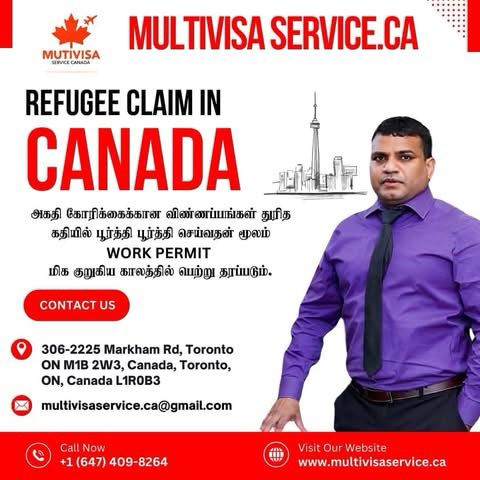 MUTIVISA
SERVICE CANADA
MULTIVISA SERVICE.CA
REFUGEE CLAIM IN
CANADA
அகதி கோரிக்கைக்கான விண்ணப்பங்கள் துரித
கதியில் பூர்த்தி பூர்த்தி செய்வதன் மூலம்
WORK PERMIT
மிக குறுகிய காலத்தில் பெற்று தரப்படும்.
CONTACT US
306-2225 Markham Rd, Toronto
ON M1B 2W3, Canada, Toronto,
ON, Canada L1R0B3
multivisaservice.ca@gmail.com
Call Now
+1 (647) 409-8264
Visit Our Website
www.multivisaservice.ca